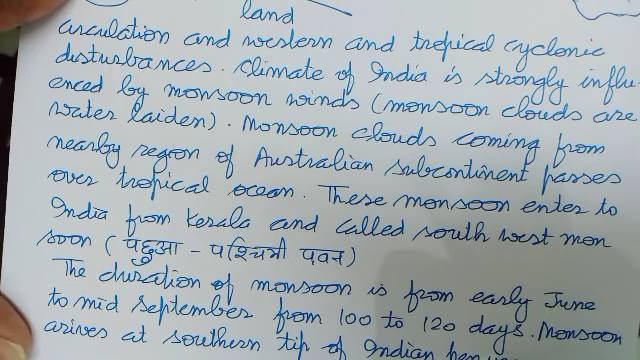 land
circulation and western and tropical cyclonic
disturbances. Climate of India is strongly influ-
enced by monsoon winds (monsoon clouds are
water laiden). Monsoon clouds coming from
nearby region of Australian subcontinent passes
over tropical ocean. These monsoon enter to
India from Kerala and called south west mon
soon (पछुआ - पश्चिमी पवन)
The duration of monsoon is from early June
to mid September from 100 to 120 days. Monsoon
arives at southern tip of Indian